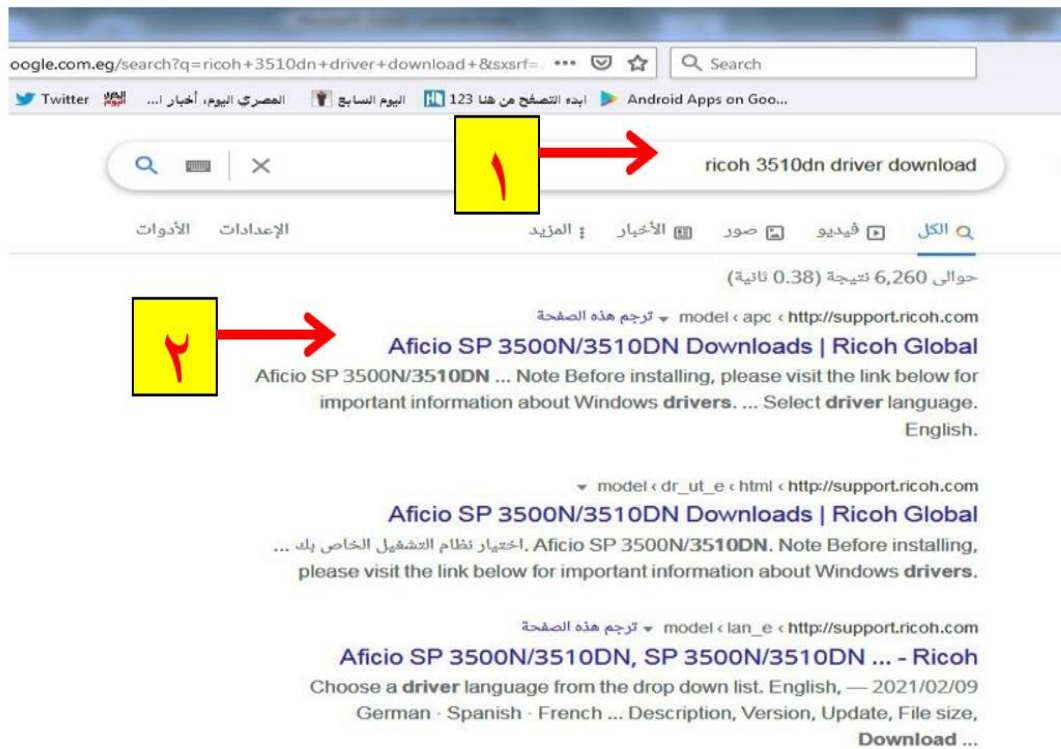 oogle.com.eg/search?q=ricoh+3510dn+driver+download+&sxsrf= ••• Search
Twitter المصري اليوم، أخبار ا... اليوم السابع ابدء التصفح من هنا 123 Android Apps on Goo...
ricoh 3510dn driver download
١
الكل فيديو صور الأخبار المزيد الإعدادات الأدوات
حوالى 6,260 نتيجة (0.38 ثانية)
http://support.ricoh.com › apc › model ترجم هذه الصفحة
٢
Aficio SP 3500N/3510DN Downloads | Ricoh Global
Aficio SP 3500N/3510DN ... Note Before installing, please visit the link below for
important information about Windows drivers. ... Select driver language.
English.
http://support.ricoh.com › html › dr_ut_e › model
Aficio SP 3500N/3510DN Downloads | Ricoh Global
... اختيار نظام التشغيل الخاص بك. Aficio SP 3500N/3510DN. Note Before installing,
please visit the link below for important information about Windows drivers.
http://support.ricoh.com › lan_e › model ترجم هذه الصفحة
Aficio SP 3500N/3510DN, SP 3500N/3510DN ... - Ricoh
Choose a driver language from the drop down list. English, — 2021/02/09
German · Spanish · French ... Description, Version, Update, File size,
Download ...